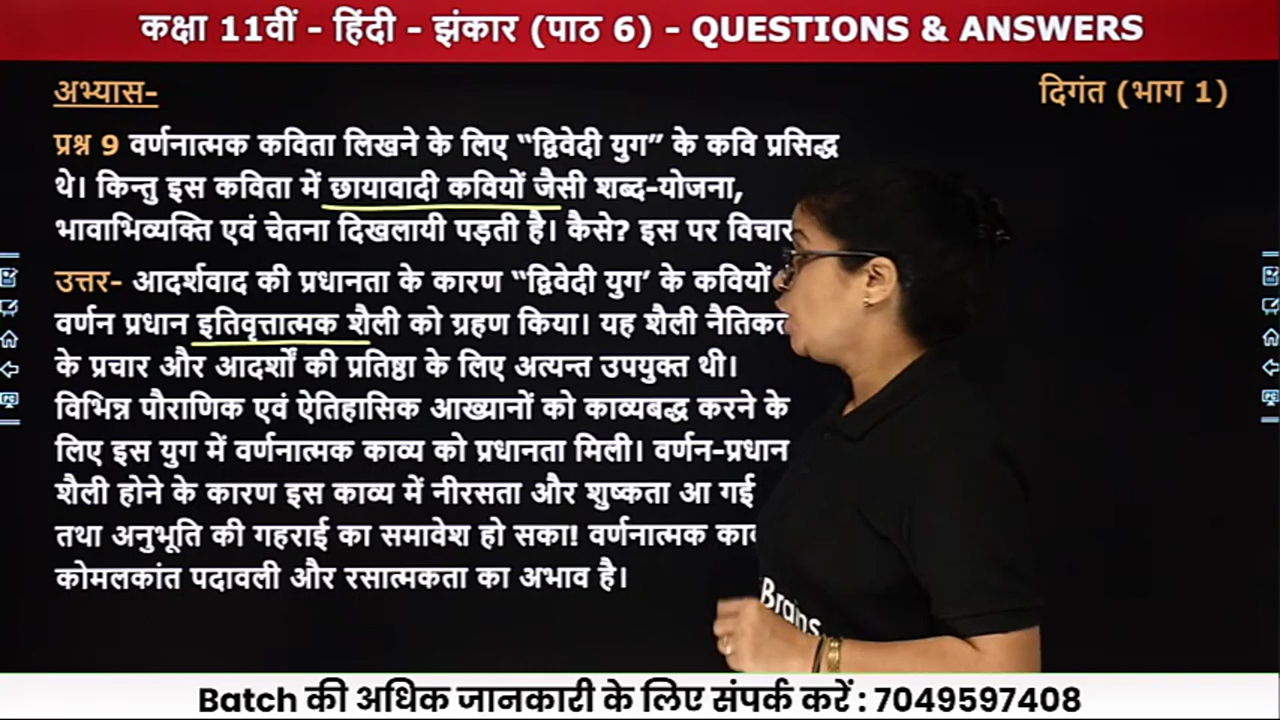 कक्षा 11वीं - हिंदी - झंकार (पाठ 6) - QUESTIONS & ANSWERS
अभ्यास-
दिगंत (भाग 1)
प्रश्न 9 वर्णनात्मक कविता लिखने के लिए “द्विवेदी युग” के कवि प्रसिद्ध
थे। किन्तु इस कविता में छायावादी कवियों जैसी शब्द-योजना,
भावाभिव्यक्ति एवं चेतना दिखलायी पड़ती है। कैसे? इस पर विचार
उत्तर- आदर्शवाद की प्रधानता के कारण “द्विवेदी युग’ के कवियों
वर्णन प्रधान इतिवृत्तात्मक शैली को ग्रहण किया। यह शैली
के प्रचार और आदर्शों की प्रतिष्ठा के लिए अत्यन्त उपयुक्त थी।
विभिन्न पौराणिक एवं ऐतिहासिक आख्यानों को काव्यबद्ध करने के
लिए इस युग में वर्णनात्मक काव्य को प्रधानता मिली। वर्णन-प्रधान
शैली होने के कारण इस काव्य में नीरसता और शुष्कता आ गई
तथा अनुभूति की गहराई का समावेश हो सका! वर्णनात्मक
कोमलकांत पदावली और रसात्मकता का अभाव है।
Brains
Batch की अधिक जानकारी के लिए संपर्क करें : 7049597408